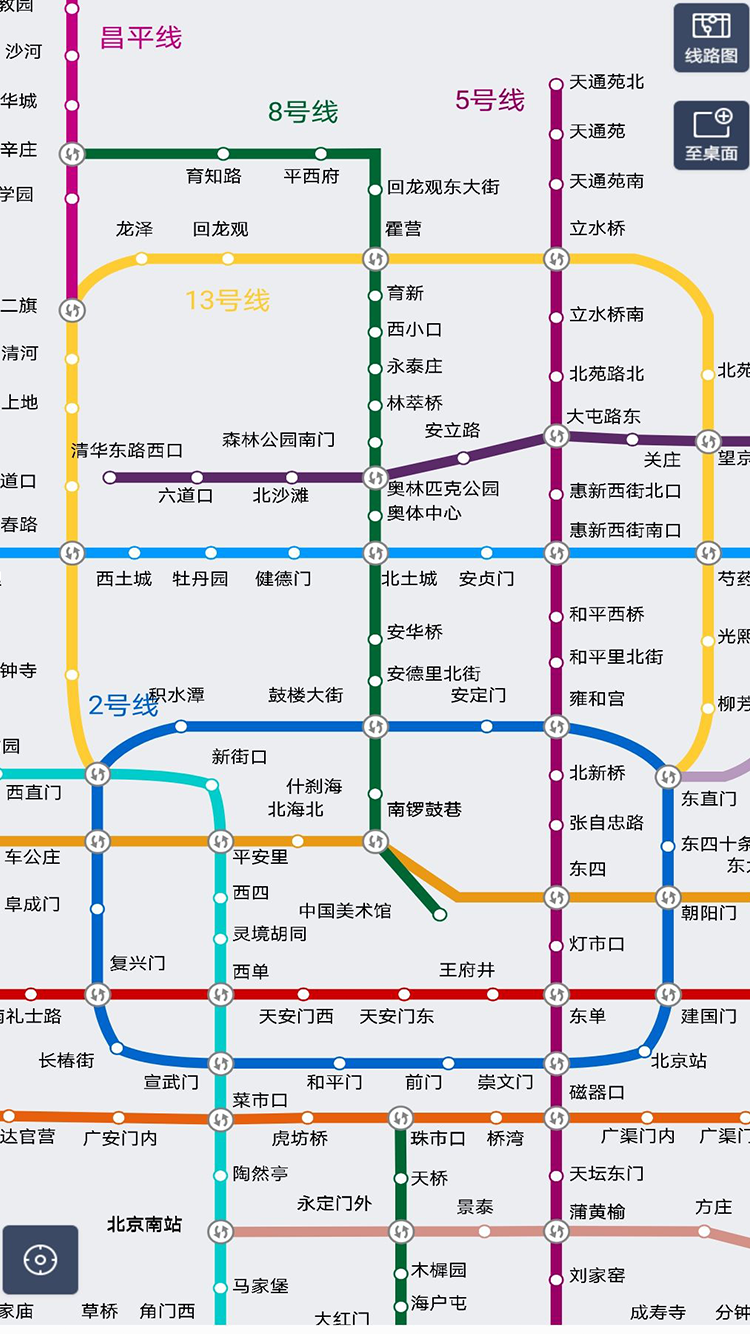 教园
昌平线
线路图
沙河
华城
8号线
5号线
天通苑北
天通苑
至桌面
辛庄
育知路
平西府
回龙观东大街
天通苑南
学园
龙泽
回龙观
霍营
立水桥
13号线
二旗
育新
西小口
立水桥南
清河
永泰庄
北苑路北
北苑
上地
林萃桥
大屯路东
安立路
森林公园南门
清华东路西口
关庄
望京
道口
六道口
北沙滩
奥林匹克公园
惠新西街北口
奥体中心
春路
惠新西街南口
西土城
牡丹园
健德门
北土城
安贞门
芍药
和平西桥
安华桥
光熙
和平里北街
钟寺
安德里北街
2号线
积水潭
鼓楼大街
安定门
雍和宫
柳芳
园
新街口
北新桥
西直门
什刹海
北海北
南锣鼓巷
东直门
张自忠路
东四十条
车公庄
平安里
东四
东大
西四
阜成门
中国美术馆
朝阳门
灵境胡同
灯市口
复兴门
西单
王府井
南礼士路
天安门西
天安门东
东单
建国门
长椿街
北京站
宣武门
和平门
前门
崇文门
菜市口
磁器口
达官营
广安门内
虎坊桥
珠市口
桥湾
广渠门内
广渠门
陶然亭
天桥
天坛东门
永定门外
景泰
蒲黄榆
方庄
北京南站
木樨园
刘家窑
马家堡
海户屯
家庙
草桥
角门西
大红门
成寿寺
分钟